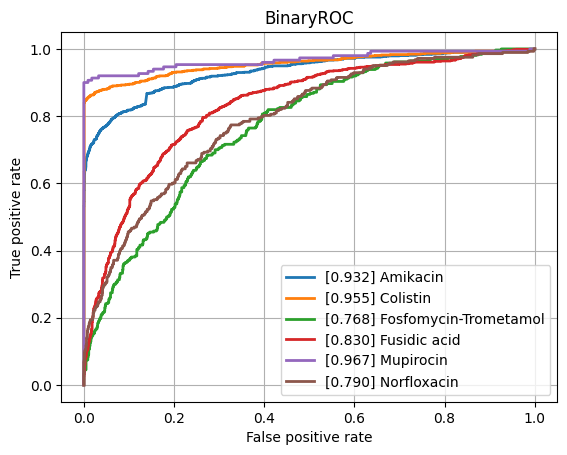 BinaryROC
True positive rate
1.0
0.8
0.6
0.4
0.2
0.0
[0.932] Amikacin
[0.955] Colistin
[0.768] Fosfomycin-Trometamol
[0.830] Fusidic acid
[0.967] Mupirocin
[0.790] Norfloxacin
0.0 0.2 0.4 0.6 0.8 1.0
False positive rate